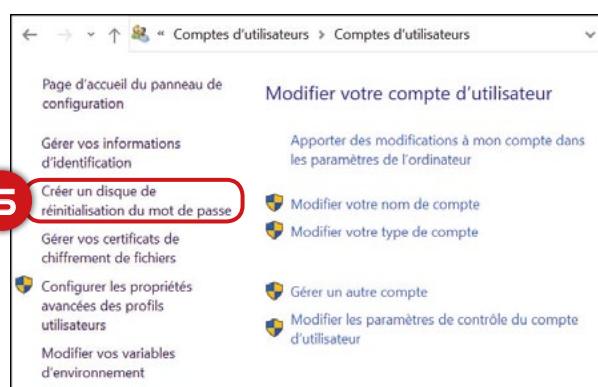 « Comptes d'utilisateurs > Comptes d'utilisateurs
Page d'accueil du panneau de
configuration
Gérer vos informations
d'identification
5
Créer un disque de
réinitialisation du mot de passe
Gérer vos certificats de
chiffrement de fichiers
Configurer les propriétés
avancées des profils
utilisateurs
Modifier vos variables
d'environnement
Modifier votre compte d'utilisateur
Apporter des modifications à mon compte dans
les paramètres de l'ordinateur
Modifier votre nom de compte
Modifier votre type de compte
Gérer un autre compte
Modifier les paramètres de contrôle du compte
d'utilisateur